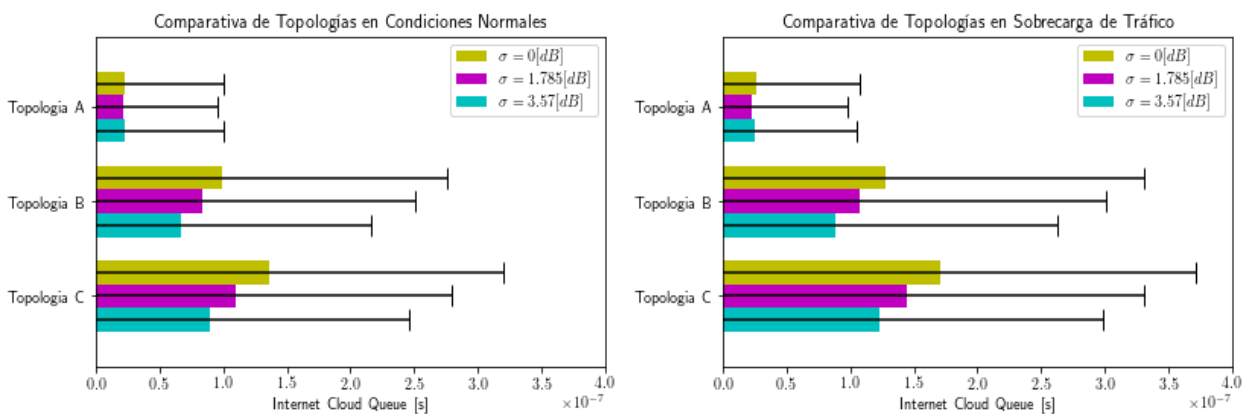 Comparativa de Topologías en Condiciones Normales
σ = 0[dB]
σ = 1.785[dB]
σ = 3.57[dB]
Topologia A
Topologia B
Topologia C
0.0 0.5 1.0 1.5 2.0 2.5 3.0 3.5 4.0
Internet Cloud Queue [s]
×10⁻⁷
Comparativa de Topologías en Sobrecarga de Tráfico
σ = 0[dB]
σ = 1.785[dB]
σ = 3.57[dB]
Topologia A
Topologia B
Topologia C
0.0 0.5 1.0 1.5 2.0 2.5 3.0 3.5 4.0
Internet Cloud Queue [s]
×10⁻⁷